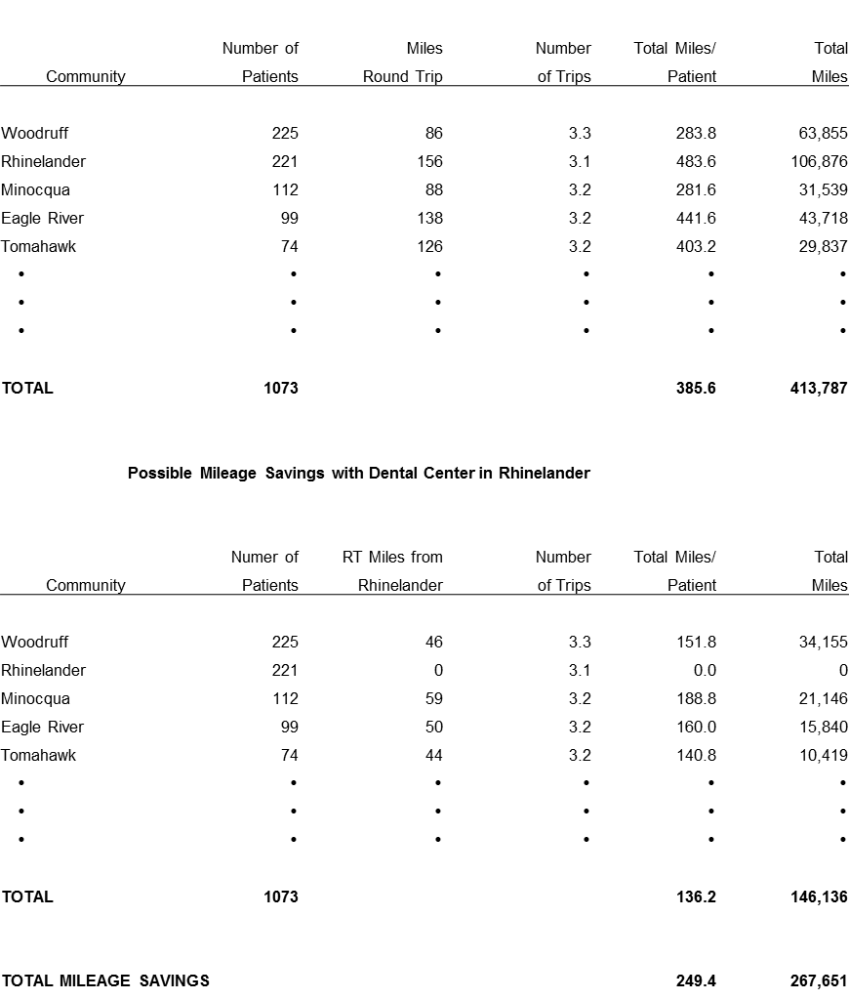 Number of Miles Number Total Miles/ Total
Community Patients Round Trip of Trips Patient Miles
Woodruff 225 86 3.3 283.8 63,855
Rhinelander 221 156 3.1 483.6 106,876
Minocqua 112 88 3.2 281.6 31,539
Eagle River 99 138 3.2 441.6 43,718
Tomahawk 74 126 3.2 403.2 29,837
• • • • • •
• • • • • •
• • • • • •
TOTAL 1073 385.6 413,787
Possible Mileage Savings with Dental Center in Rhinelander
Numer of RT Miles from Number Total Miles/ Total
Community Patients Rhinelander of Trips Patient Miles
Woodruff 225 46 3.3 151.8 34,155
Rhinelander 221 0 3.1 0.0 0
Minocqua 112 59 3.2 188.8 21,146
Eagle River 99 50 3.2 160.0 15,840
Tomahawk 74 44 3.2 140.8 10,419
• • • • • •
• • • • • •
• • • • • •
TOTAL 1073 136.2 146,136
TOTAL MILEAGE SAVINGS 249.4 267,651